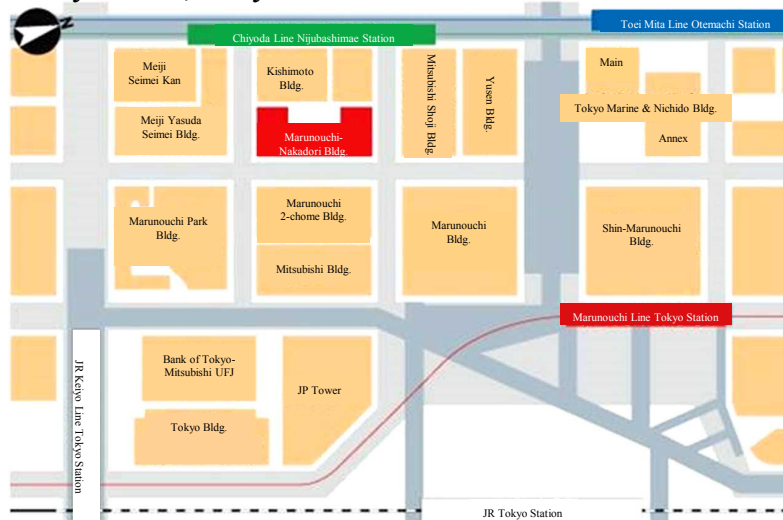 N
Toei Mita Line Otemachi Station
Chiyoda Line Nijubashimae Station
Meiji
Seimei Kan
Kishimoto
Bldg.
Mitsubishi Shoji Bldg.
Yusen Bldg.
Main
Tokyo Marine & Nichido Bldg.
Annex
Meiji Yasuda
Seimei Bldg.
Marunouchi-
Nakadori Bldg.
Marunouchi Park
Bldg.
Marunouchi
2-chome Bldg.
Mitsubishi Bldg.
Marunouchi
Bldg.
Shin-Marunouchi
Bldg.
Marunouchi Line Tokyo Station
JR Keiyo Line Tokyo Station
Bank of Tokyo-
Mitsubishi UFJ
Tokyo Bldg.
JP Tower
JR Tokyo Station